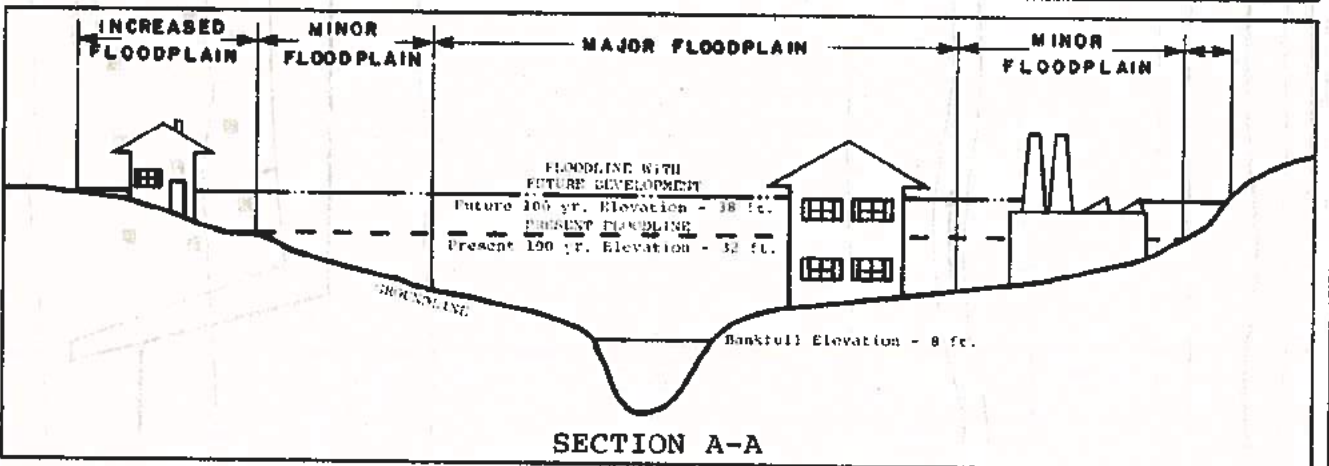 INCREASED
FLOODPLAIN
MINOR
FLOODPLAIN
MAJOR FLOODPLAIN
MINOR
FLOODPLAIN
FLOODLINE WITH
FUTURE DEVELOPMENT
Future 100 yr. Elevation - 38 ft.
PRESENT FLOODLINE
Present 100 yr. Elevation - 32 ft.
GROUNDLINE
Bankfull Elevation - 8 ft.
SECTION A-A